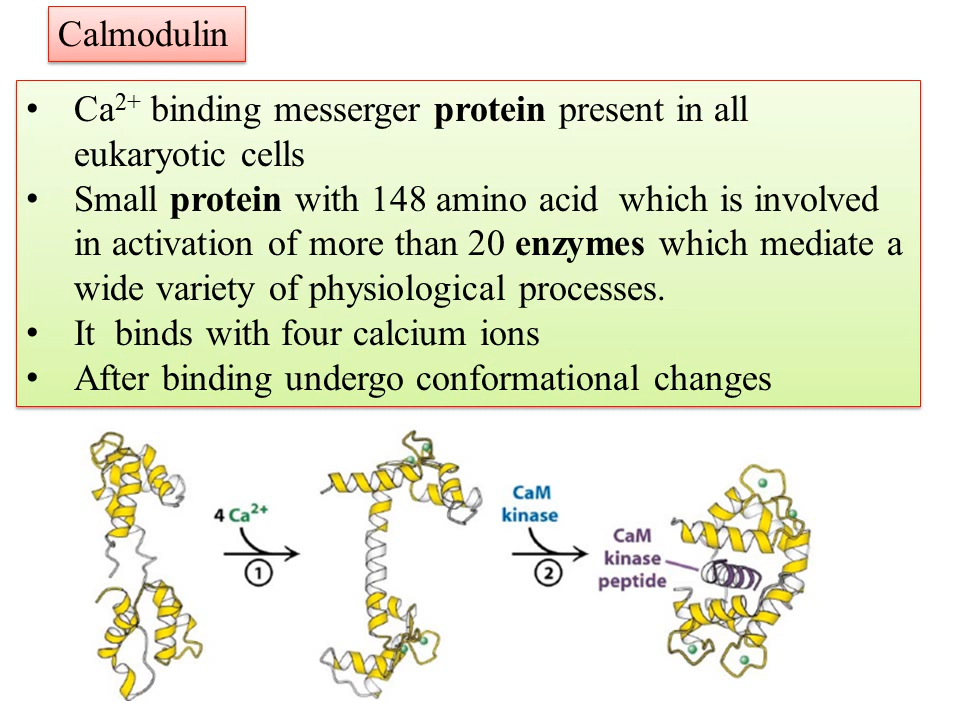 Calmodulin
• Ca²⁺ binding messerger protein present in all
eukaryotic cells
• Small protein with 148 amino acid  which is involved
in activation of more than 20 enzymes which mediate a
wide variety of physiological processes.
• It  binds with four calcium ions
• After binding undergo conformational changes
4 Ca²⁺
1
CaM
kinase
2
CaM
kinase
peptide